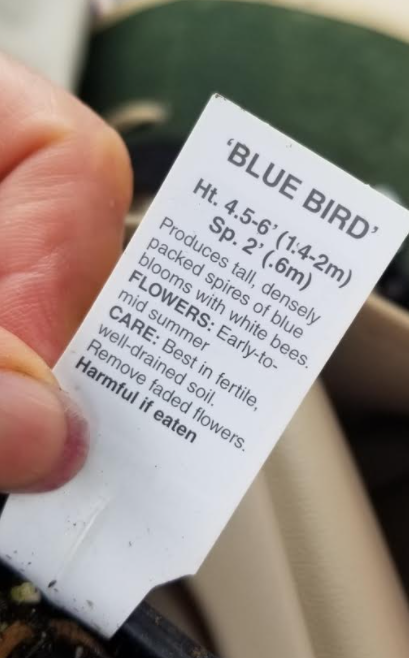 'BLUE BIRD'
Ht. 4.5-6' (1.4-2m)
Sp. 2' (.6m)
Produces tall, densely
packed spires of blue
blooms with white bees.
FLOWERS: Early-to-
mid summer
CARE: Best in fertile,
well-drained soil.
Remove faded flowers.
Harmful if eaten